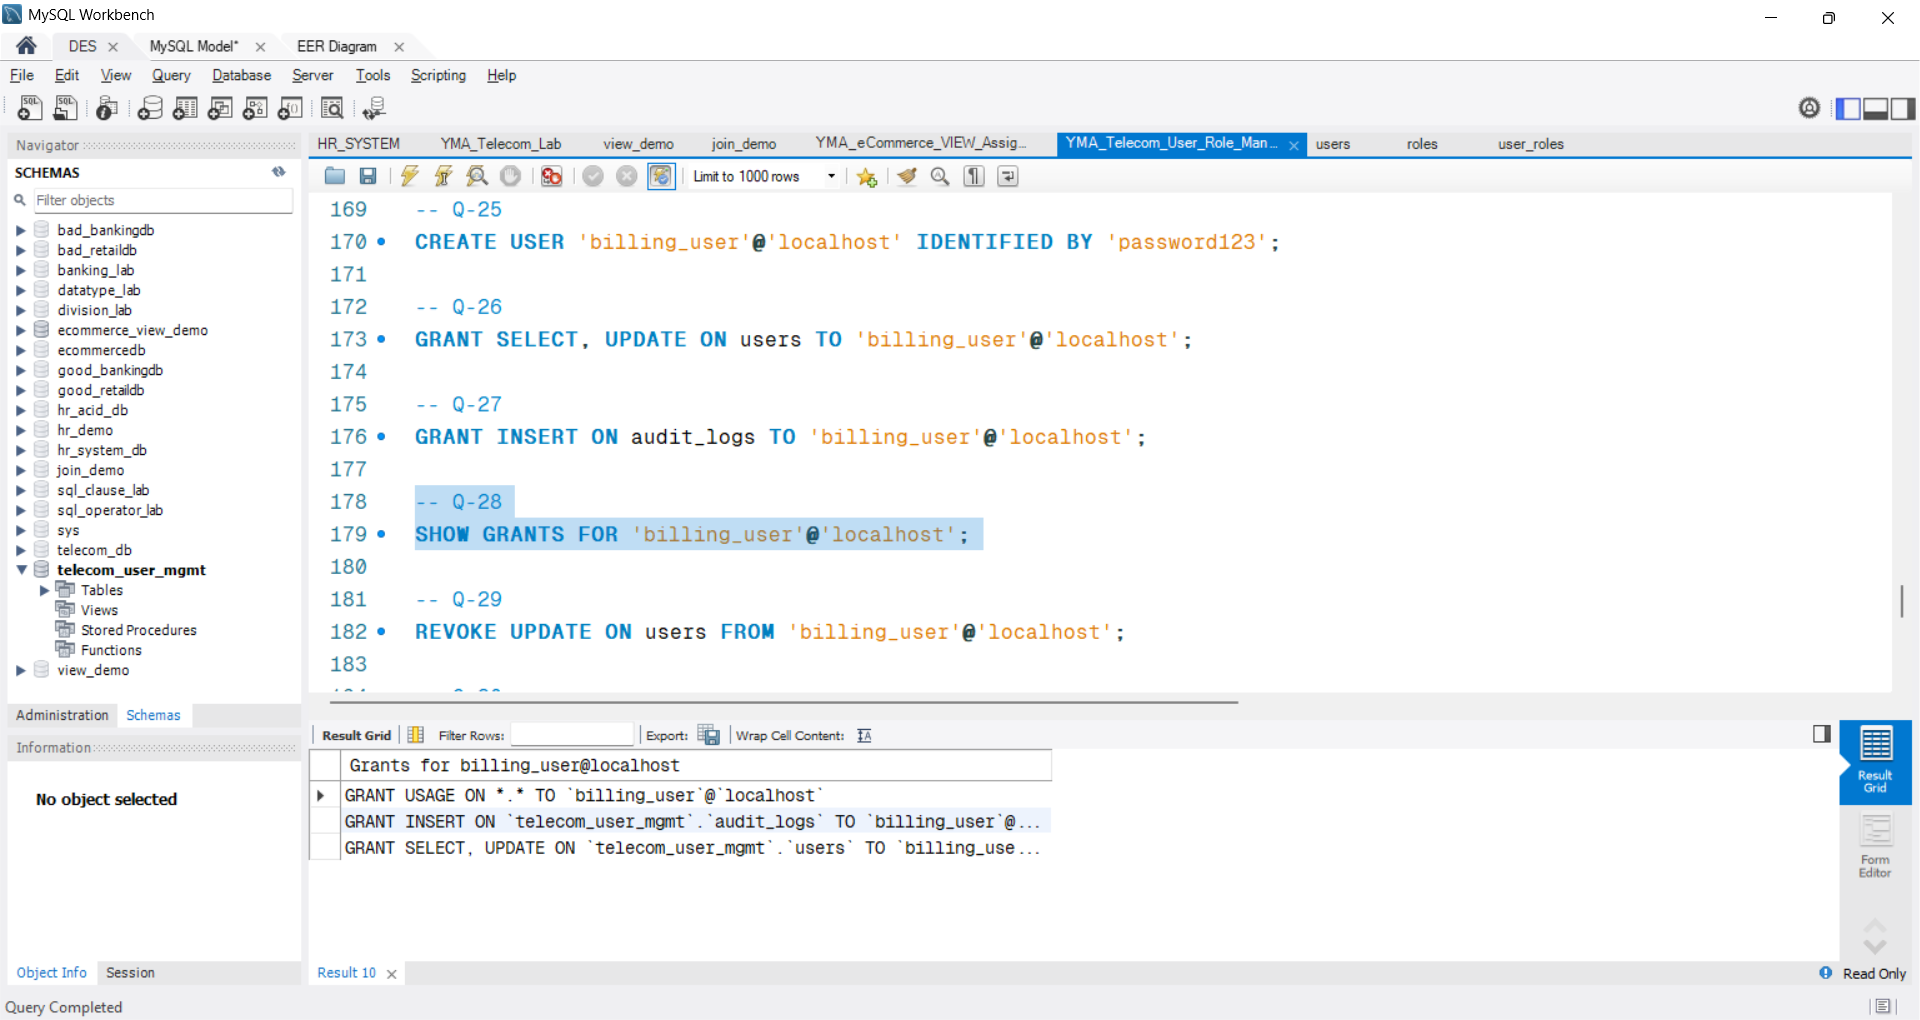 MySQL Workbench
DES
MySQL Model*
EER Diagram
File Edit View Query Database Server Tools Scripting Help
Navigator
SCHEMAS
Filter objects
bad_bankingdb
bad_retaildb
banking_lab
datatype_lab
division_lab
ecommerce_view_demo
ecommercedb
good_bankingdb
good_retaildb
hr_acid_db
hr_demo
hr_system_db
join_demo
sql_clause_lab
sql_operator_lab
sys
telecom_db
telecom_user_mgmt
Tables
Views
Stored Procedures
Functions
view_demo
Administration Schemas
Information
No object selected
Object Info Session
HR_SYSTEM YMA_Telecom_Lab view_demo join_demo YMA_eCommerce_VIEW_Assig... YMA_Telecom_User_Role_Man... users roles user_roles
Limit to 1000 rows
169 -- Q-25
170 CREATE USER 'billing_user'@'localhost' IDENTIFIED BY 'password123';
171
172 -- Q-26
173 GRANT SELECT, UPDATE ON users TO 'billing_user'@'localhost';
174
175 -- Q-27
176 GRANT INSERT ON audit_logs TO 'billing_user'@'localhost';
177
178 -- Q-28
179 SHOW GRANTS FOR 'billing_user'@'localhost';
180
181 -- Q-29
182 REVOKE UPDATE ON users FROM 'billing_user'@'localhost';
183
Result Grid Filter Rows: Export: Wrap Cell Content:
Grants for billing_user@localhost
GRANT USAGE ON *.* TO `billing_user`@`localhost`
GRANT INSERT ON `telecom_user_mgmt`.`audit_logs` TO `billing_user`@...
GRANT SELECT, UPDATE ON `telecom_user_mgmt`.`users` TO `billing_use...
Result
Grid
Form
Editor
Result 10
Read Only
Query Completed